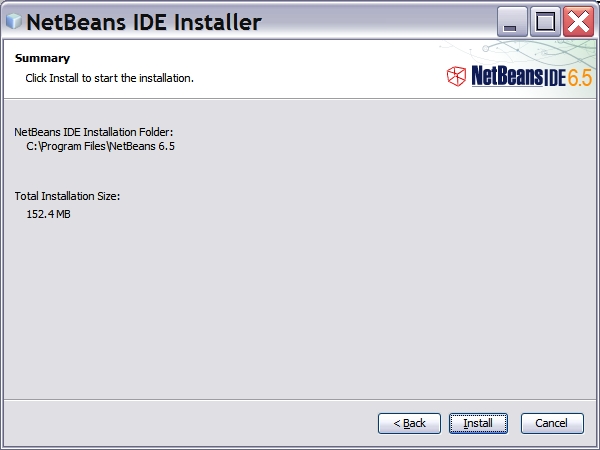 NetBeans IDE Installer
Summary
Click Install to start the installation.
NetBeans IDE 6.5
NetBeans IDE Installation Folder:
C:\Program Files\NetBeans 6.5
Total Installation Size:
152.4 MB
< Back
Install
Cancel